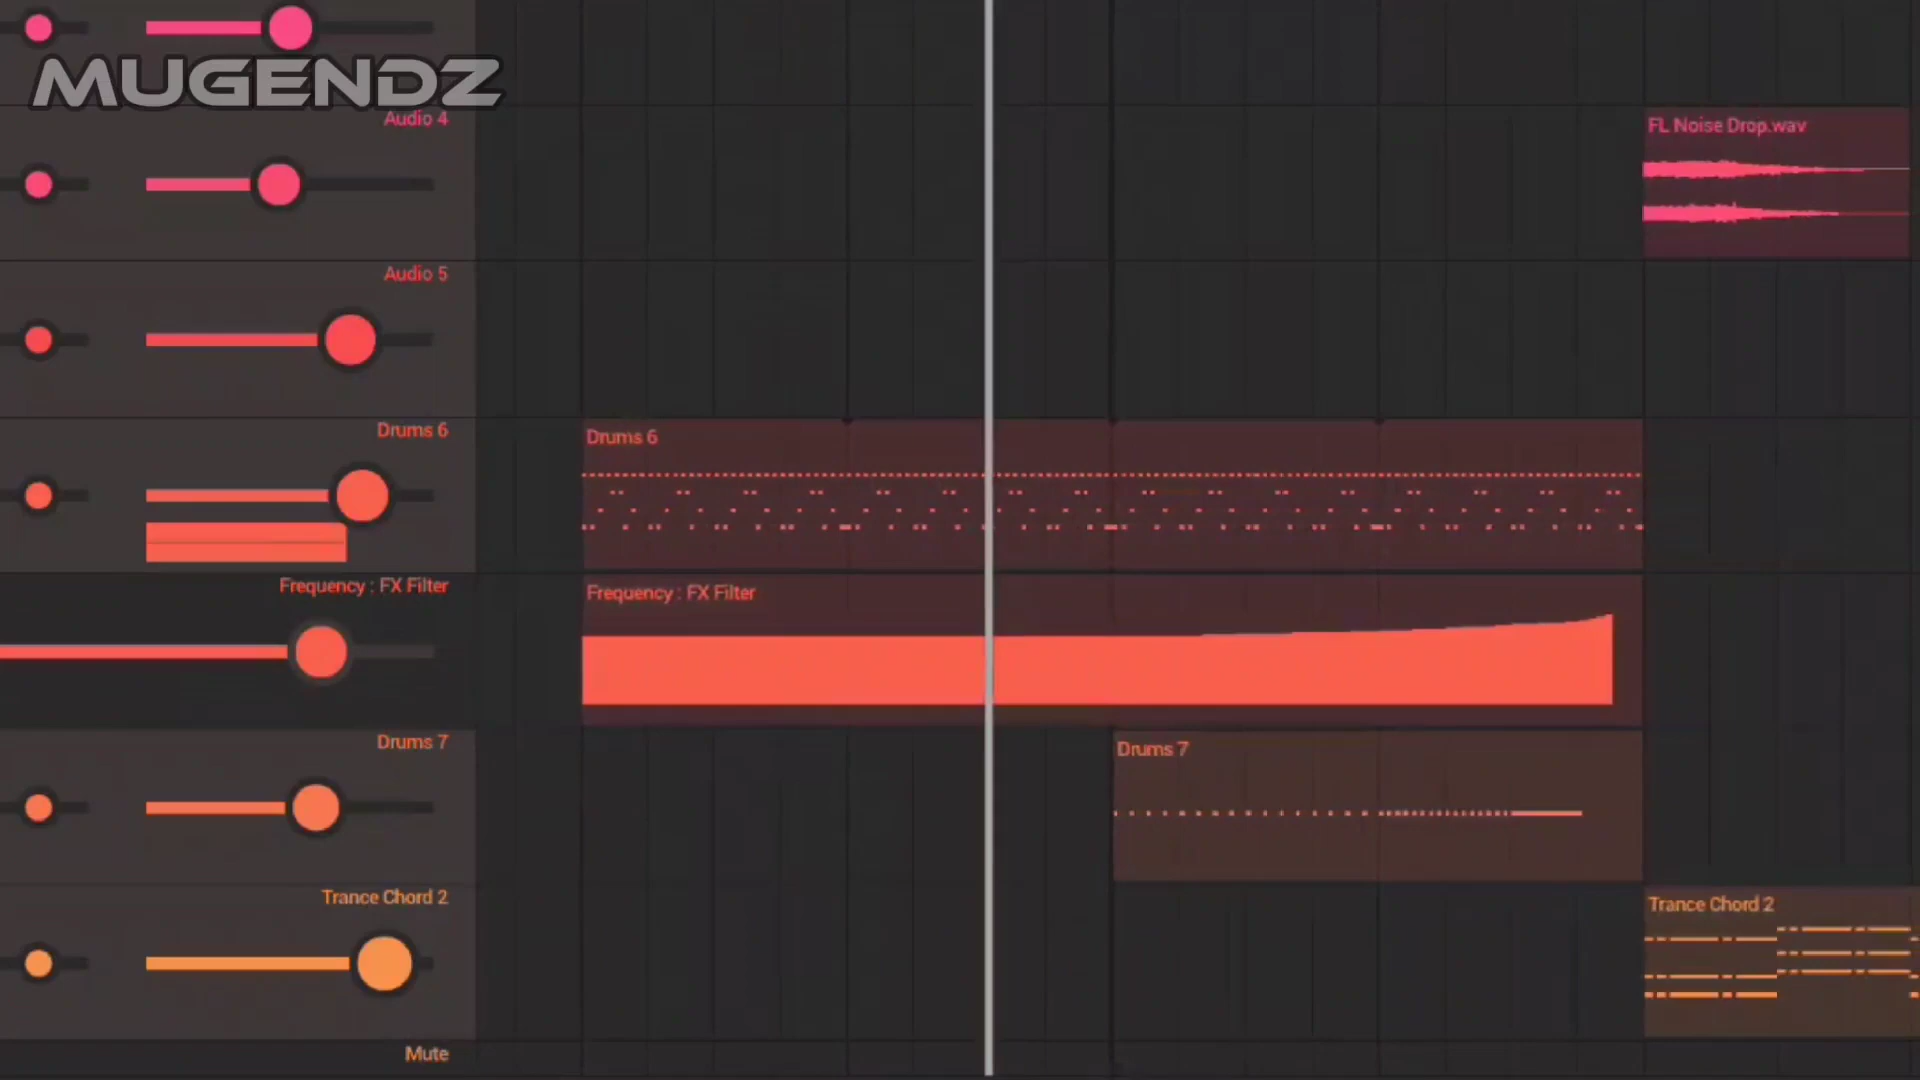 MUGENDZ
Audio 4
FL Noise Drop.wav
Audio 5
Drums 6
Drums 6
Frequency : FX Filter
Frequency : FX Filter
Drums 7
Drums 7
Trance Chord 2
Trance Chord 2
Mute